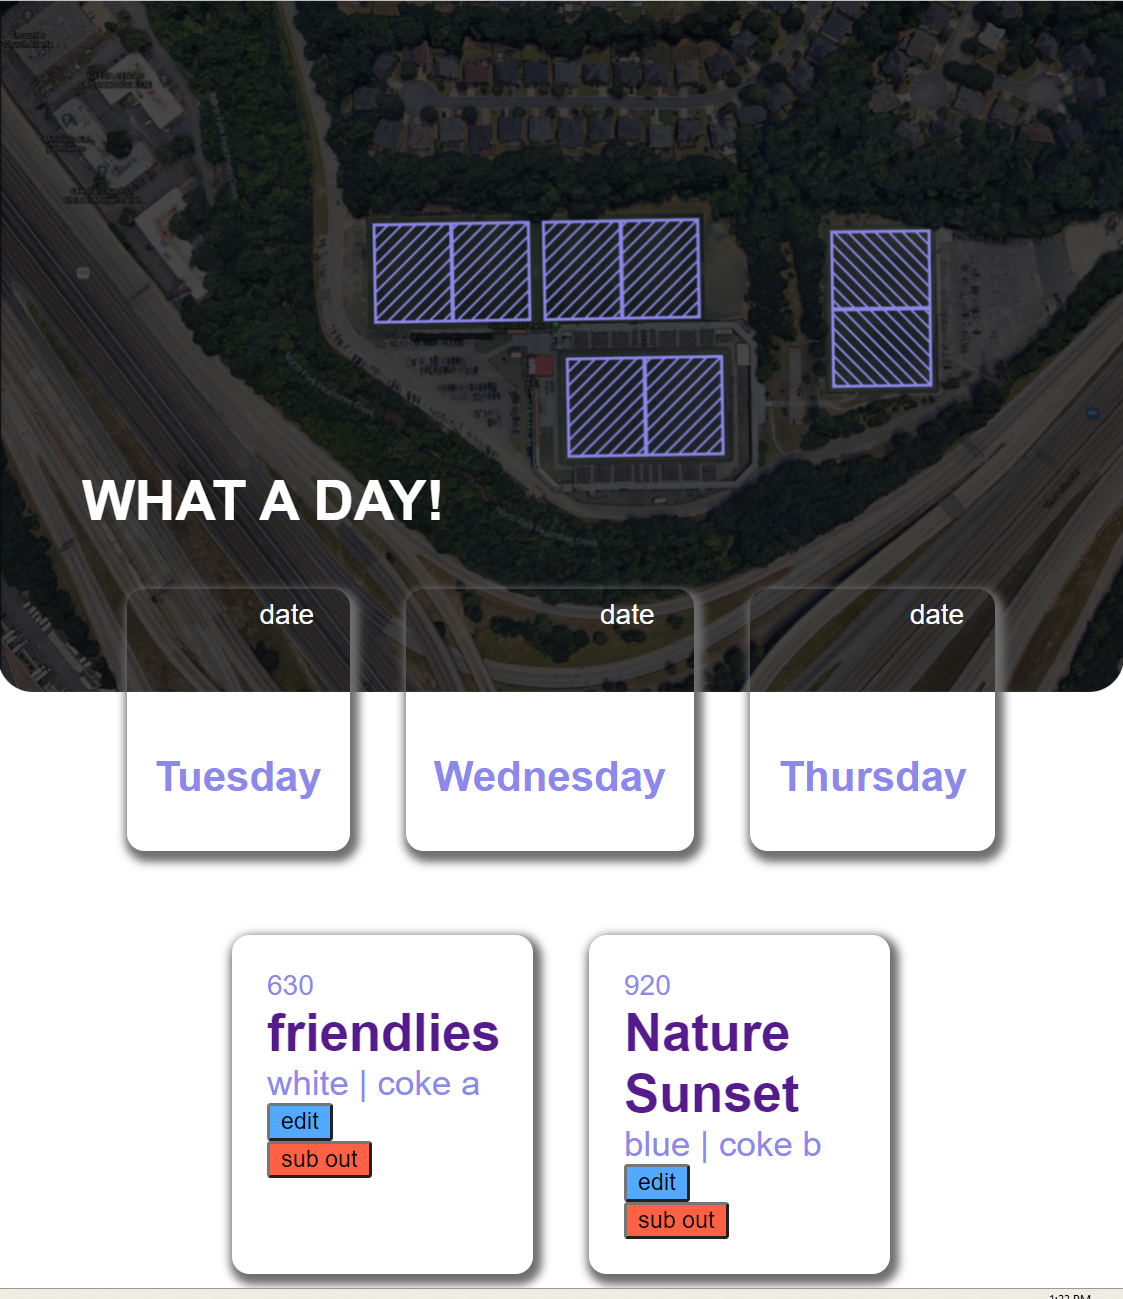 WHAT A DAY!
date
date
date
Tuesday
Wednesday
Thursday
630
friendlies
white | coke a
edit
sub out
920
Nature
Sunset
blue | coke b
edit
sub out